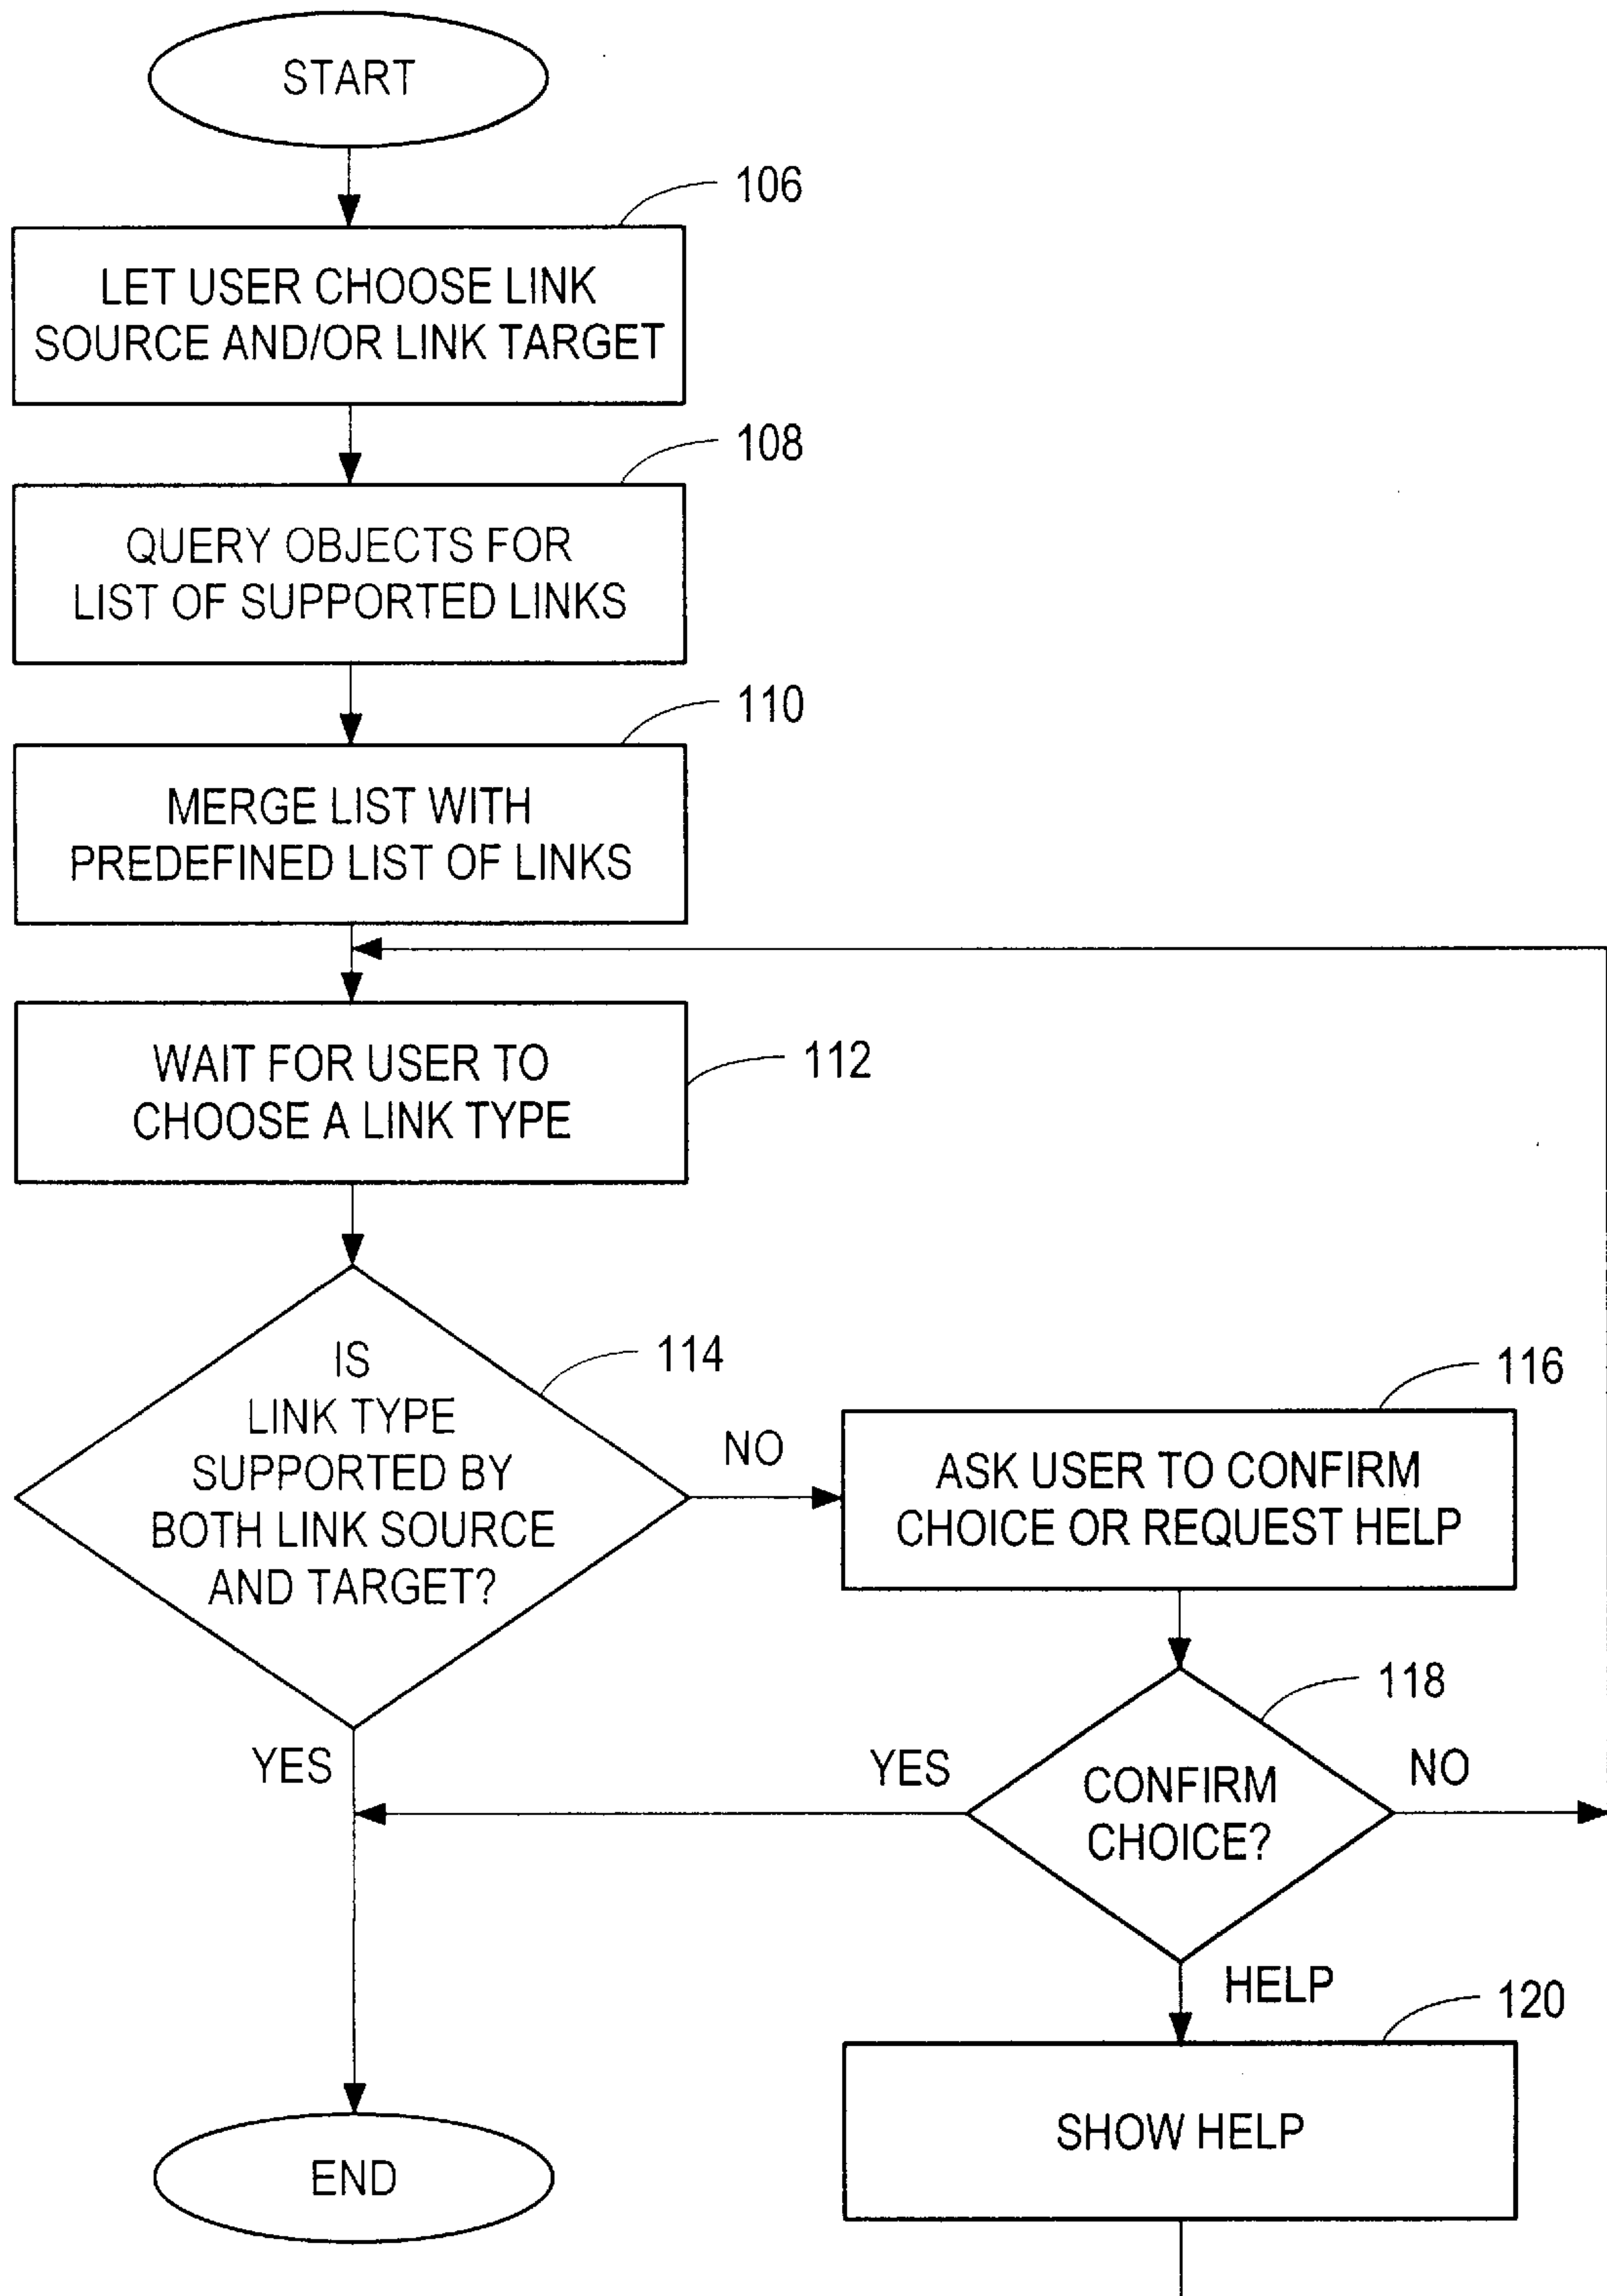 START
106
LET USER CHOOSE LINK
SOURCE AND/OR LINK TARGET
108
QUERY OBJECTS FOR
LIST OF SUPPORTED LINKS
110
MERGE LIST WITH
PREDEFINED LIST OF LINKS
WAIT FOR USER TO
CHOOSE A LINK TYPE
112
IS
LINK TYPE
SUPPORTED BY
BOTH LINK SOURCE
AND TARGET?
114
NO
116
ASK USER TO CONFIRM
CHOICE OR REQUEST HELP
118
YES
YES
CONFIRM
CHOICE?
NO
HELP
120
SHOW HELP
END